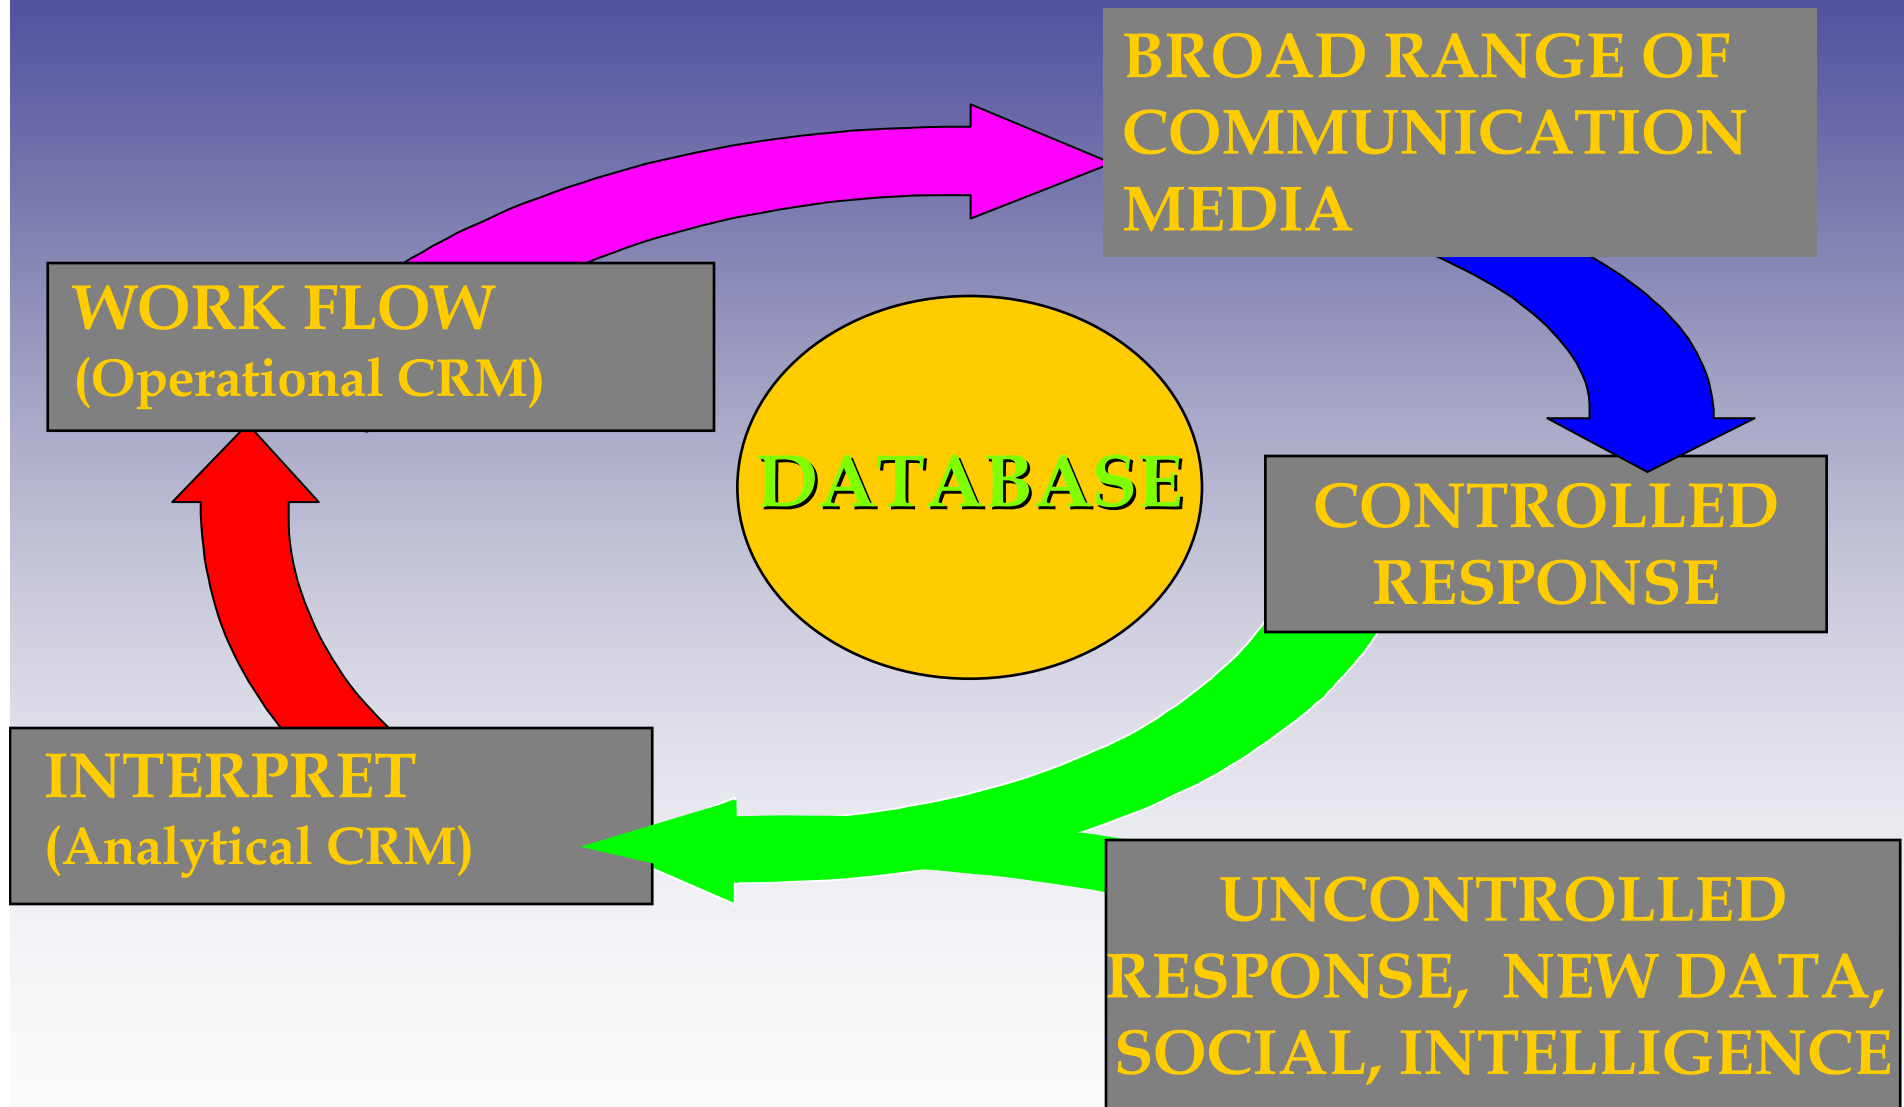 BROAD RANGE OF
COMMUNICATION
MEDIA
WORK FLOW
(Operational CRM)
DATABASE
CONTROLLED
RESPONSE
INTERPRET
(Analytical CRM)
UNCONTROLLED
RESPONSE, NEW DATA,
SOCIAL, INTELLIGENCE